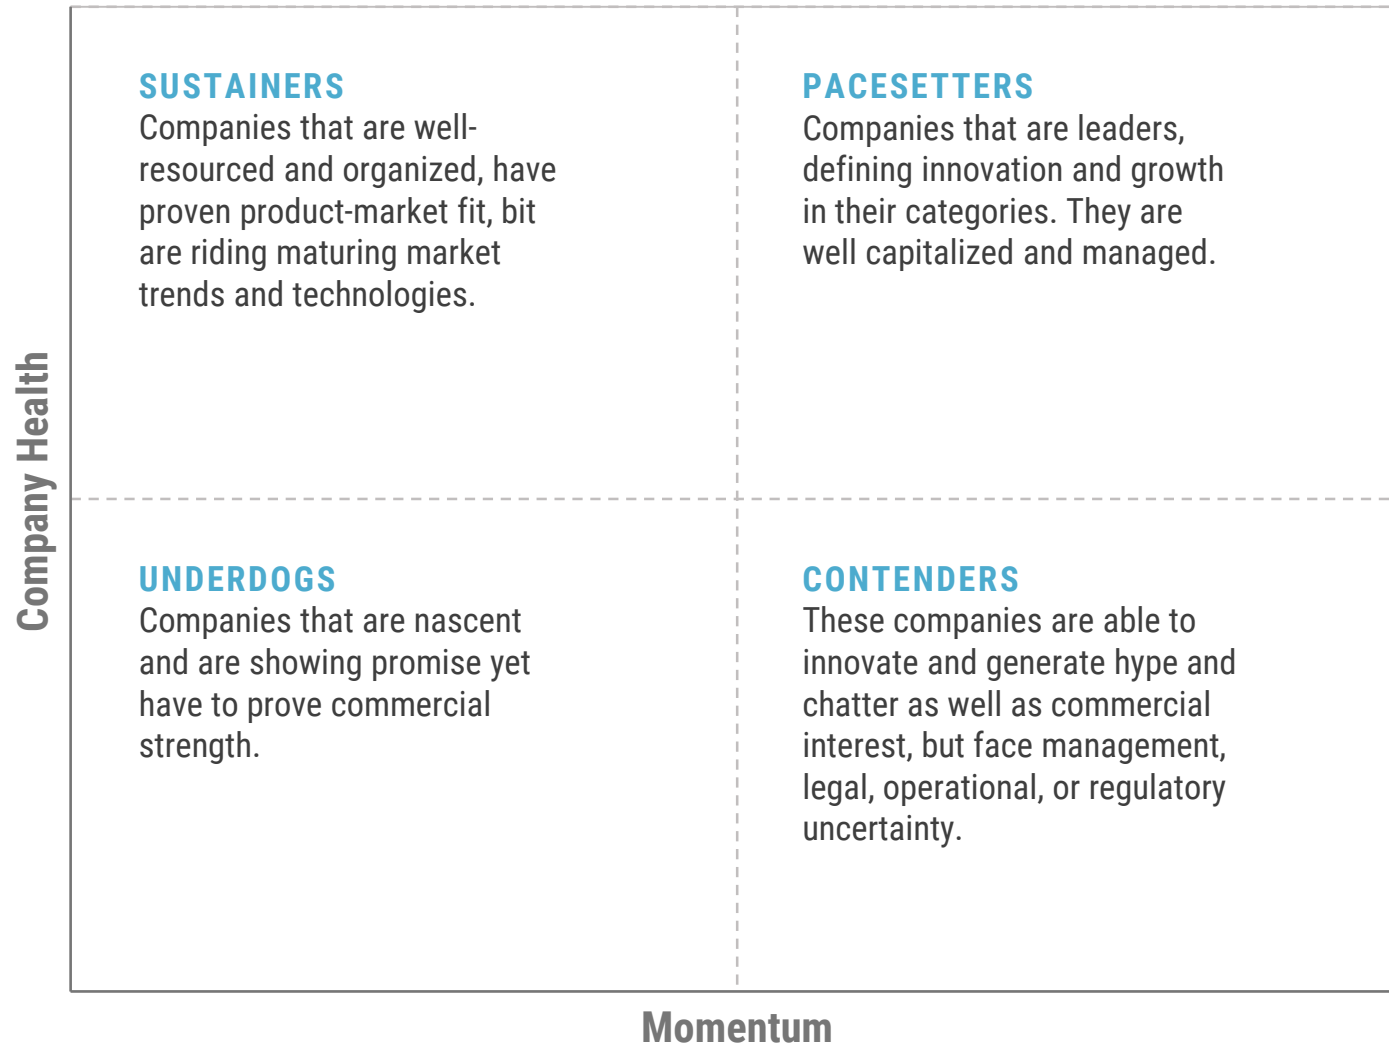 SUSTAINERS
Companies that are well-
resourced and organized, have
proven product-market fit, bit
are riding maturing market
trends and technologies.
PACESETTERS
Companies that are leaders,
defining innovation and growth
in their categories. They are
well capitalized and managed.
Company Health
UNDERDOGS
Companies that are nascent
and are showing promise yet
have to prove commercial
strength.
CONTENDERS
These companies are able to
innovate and generate hype and
chatter as well as commercial
interest, but face management,
legal, operational, or regulatory
uncertainty.
Momentum